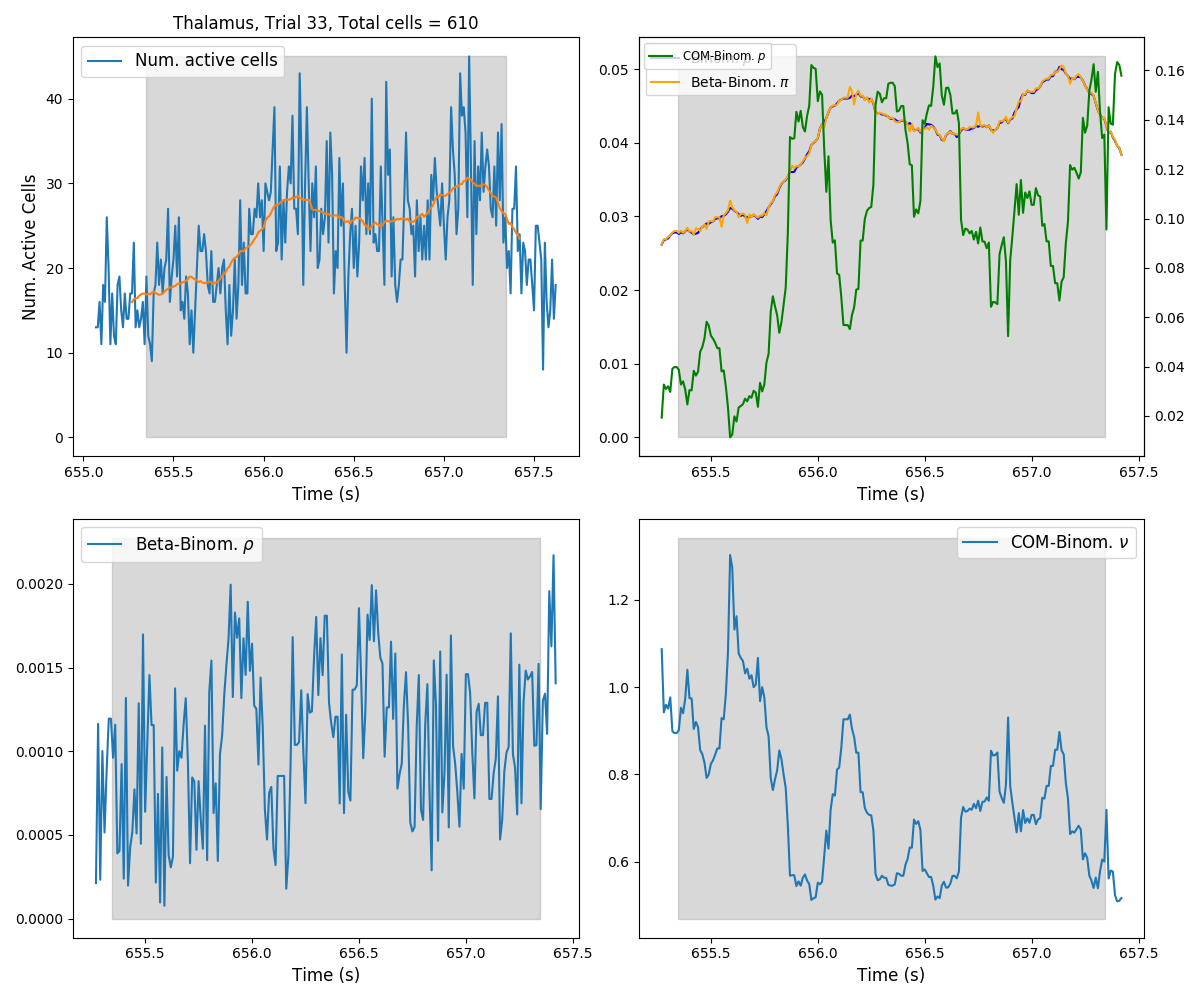 Thalamus, Trial 33, Total cells = 610
Num. active cells
Num. Active Cells
40
30
20
10
0
655.0 655.5 656.0 656.5 657.0 657.5
Time (s)
COM-Binom. p
Beta-Binom. π
0.05
0.04
0.03
0.02
0.01
0.00
0.16
0.14
0.12
0.10
0.08
0.06
0.04
0.02
655.5 656.0 656.5 657.0 657.5
Time (s)
Beta-Binom. ρ
0.0020
0.0015
0.0010
0.0005
0.0000
655.5 656.0 656.5 657.0 657.5
Time (s)
COM-Binom. ν
1.2
1.0
0.8
0.6
655.5 656.0 656.5 657.0 657.5
Time (s)